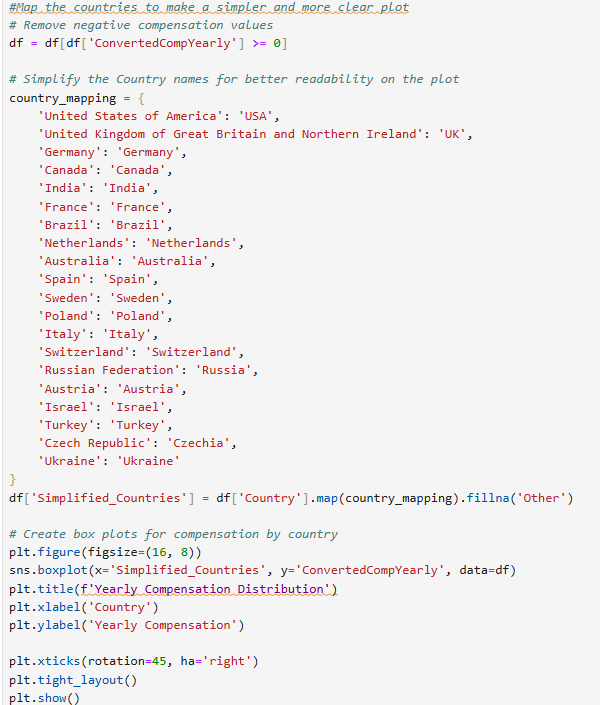 #Map the countries to make a simpler and more clear plot
# Remove negative compensation values
df = df[df['ConvertedCompYearly'] >= 0]
# Simplify the Country names for better readability on the plot
country_mapping = {
    'United States of America': 'USA',
    'United Kingdom of Great Britain and Northern Ireland': 'UK',
    'Germany': 'Germany',
    'Canada': 'Canada',
    'India': 'India',
    'France': 'France',
    'Brazil': 'Brazil',
    'Netherlands': 'Netherlands',
    'Australia': 'Australia',
    'Spain': 'Spain',
    'Sweden': 'Sweden',
    'Poland': 'Poland',
    'Italy': 'Italy',
    'Switzerland': 'Switzerland',
    'Russian Federation': 'Russia',
    'Austria': 'Austria',
    'Israel': 'Israel',
    'Turkey': 'Turkey',
    'Czech Republic': 'Czechia',
    'Ukraine': 'Ukraine'
}
df['Simplified_Countries'] = df['Country'].map(country_mapping).fillna('Other')
# Create box plots for compensation by country
plt.figure(figsize=(16, 8))
sns.boxplot(x='Simplified_Countries', y='ConvertedCompYearly', data=df)
plt.title(f'Yearly Compensation Distribution')
plt.xlabel('Country')
plt.ylabel('Yearly Compensation')
plt.xticks(rotation=45, ha='right')
plt.tight_layout()
plt.show()